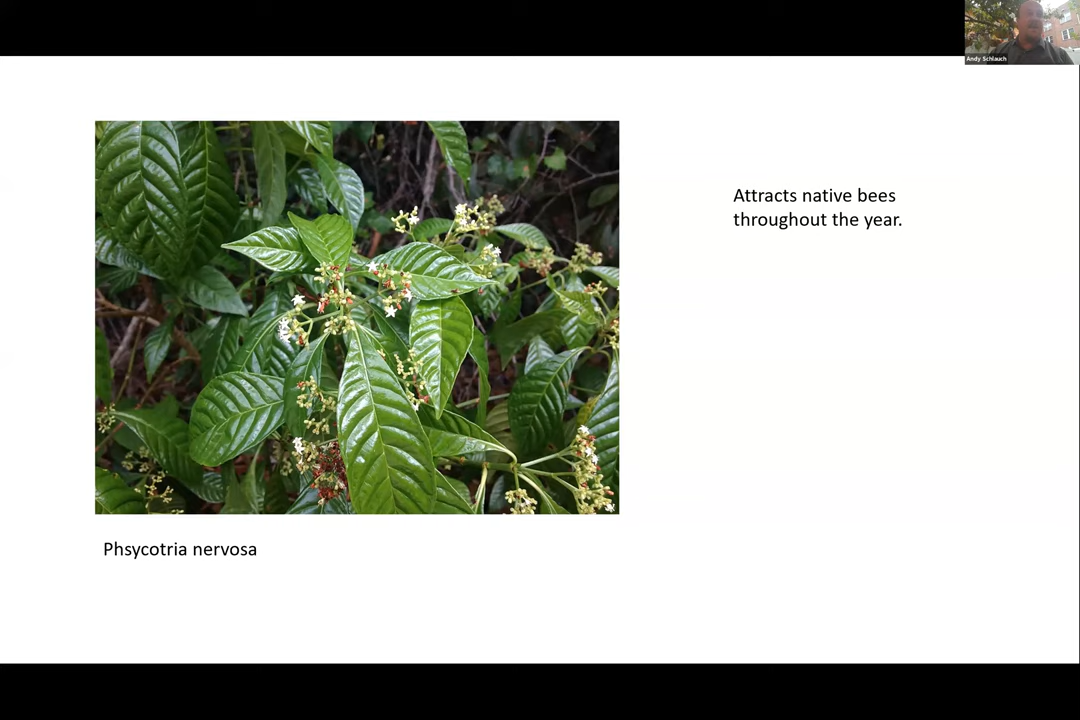 Andy Schlauch
Attracts native bees
throughout the year.
Phsycotria nervosa